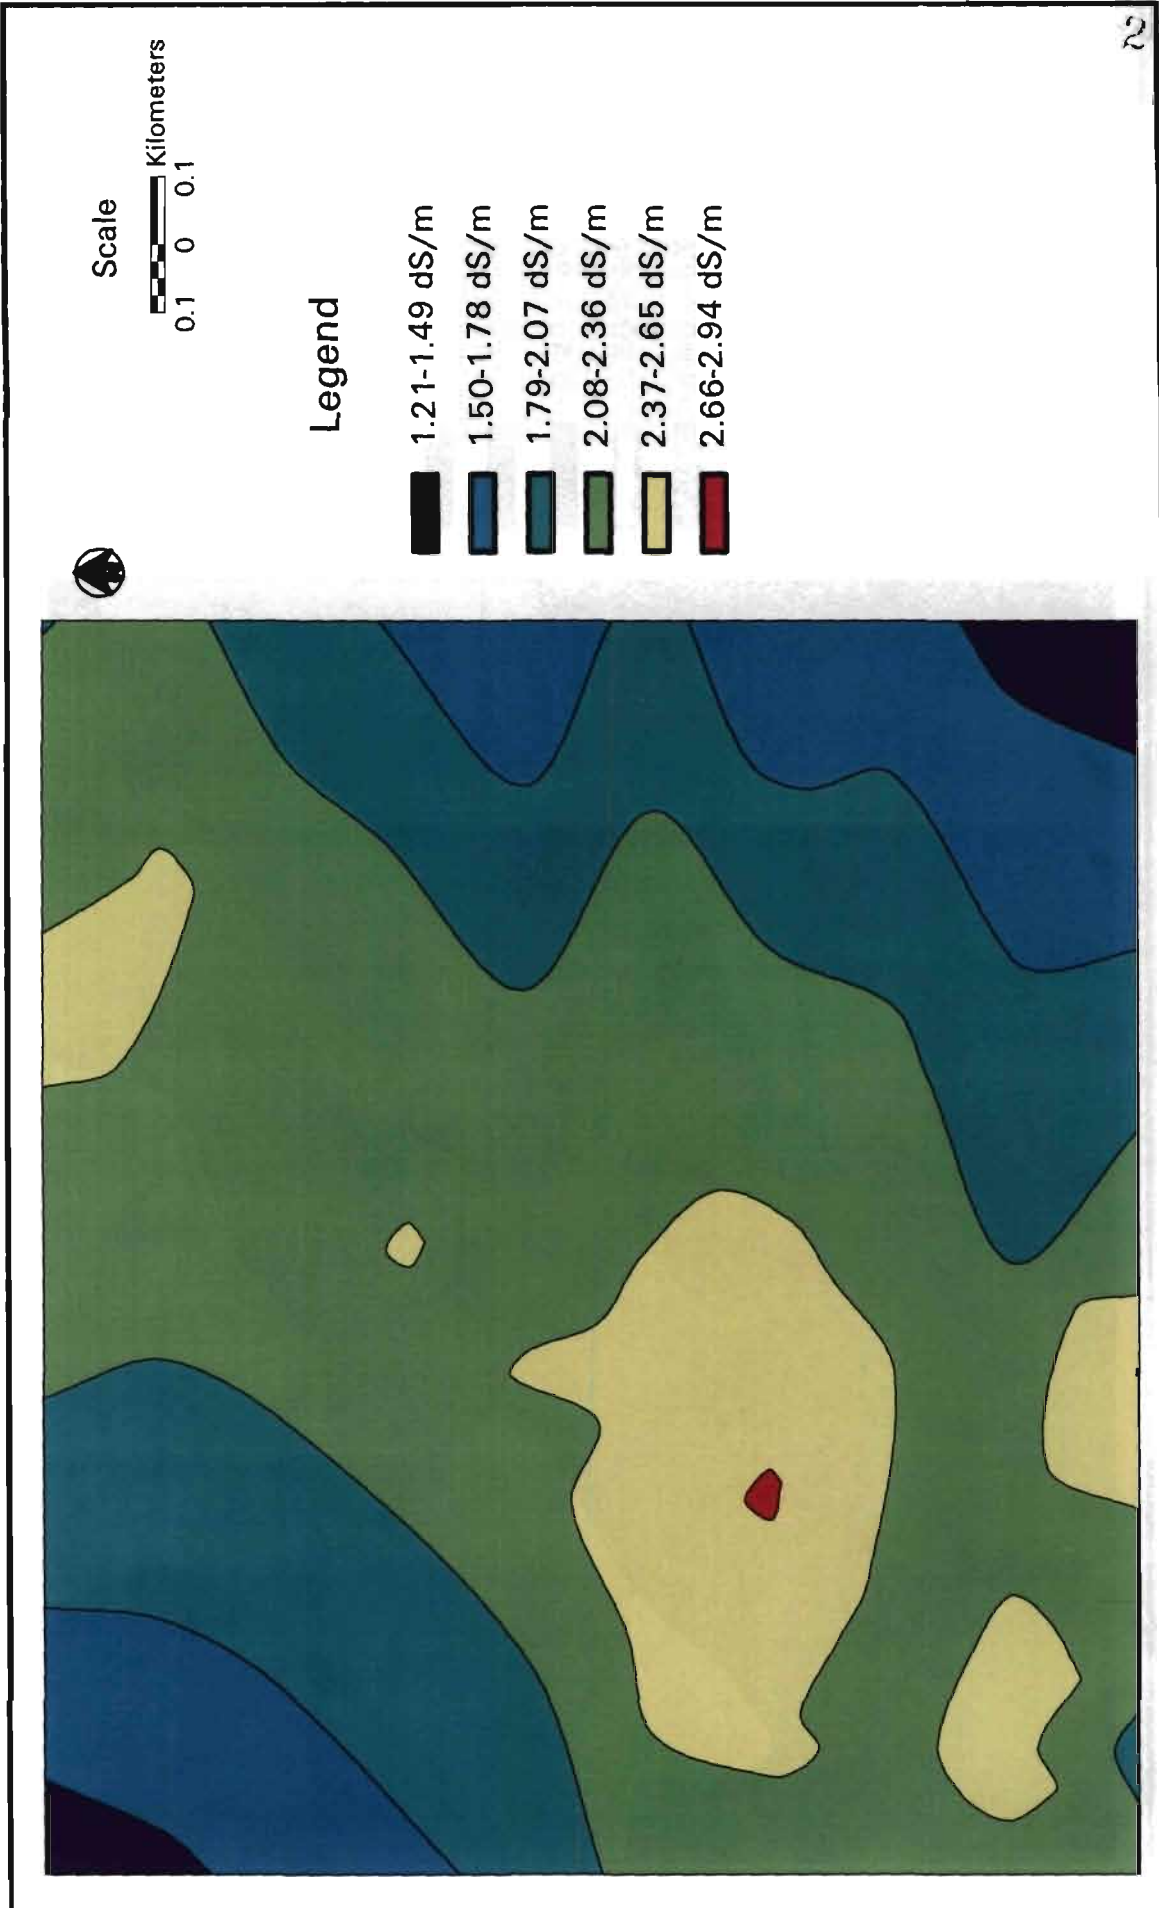 Scale
Kilometers
0.1 0 0.1
Legend
1.21-1.49 dS/m
1.50-1.78 dS/m
1.79-2.07 dS/m
2.08-2.36 dS/m
2.37-2.65 dS/m
2.66-2.94 dS/m
2